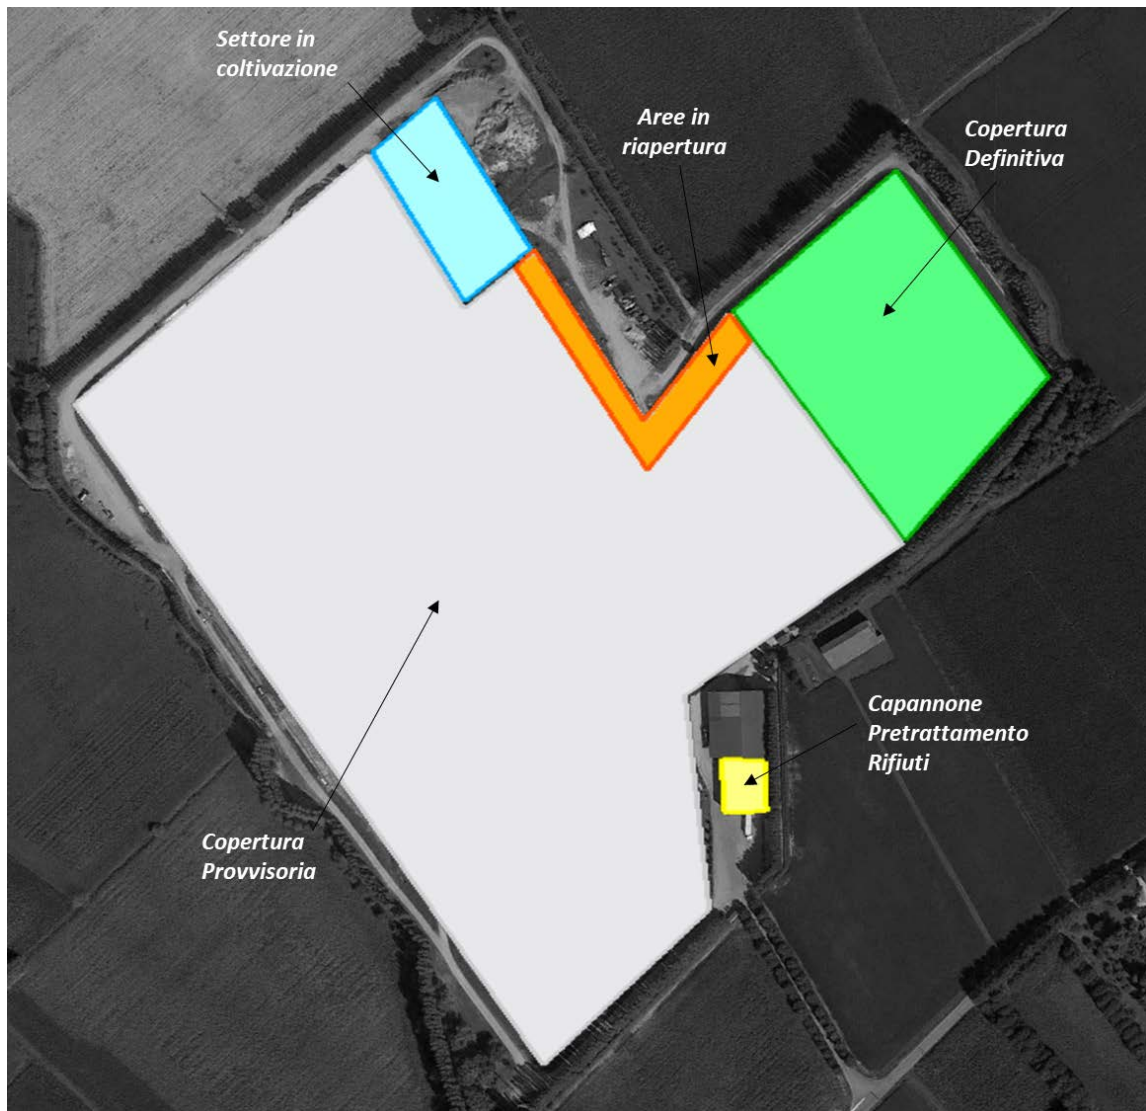 Settore in
coltivazione
Aree in
riapertura
Copertura
Definitiva
Capannone
Pretrattamento
Rifiuti
Copertura
Provvisoria